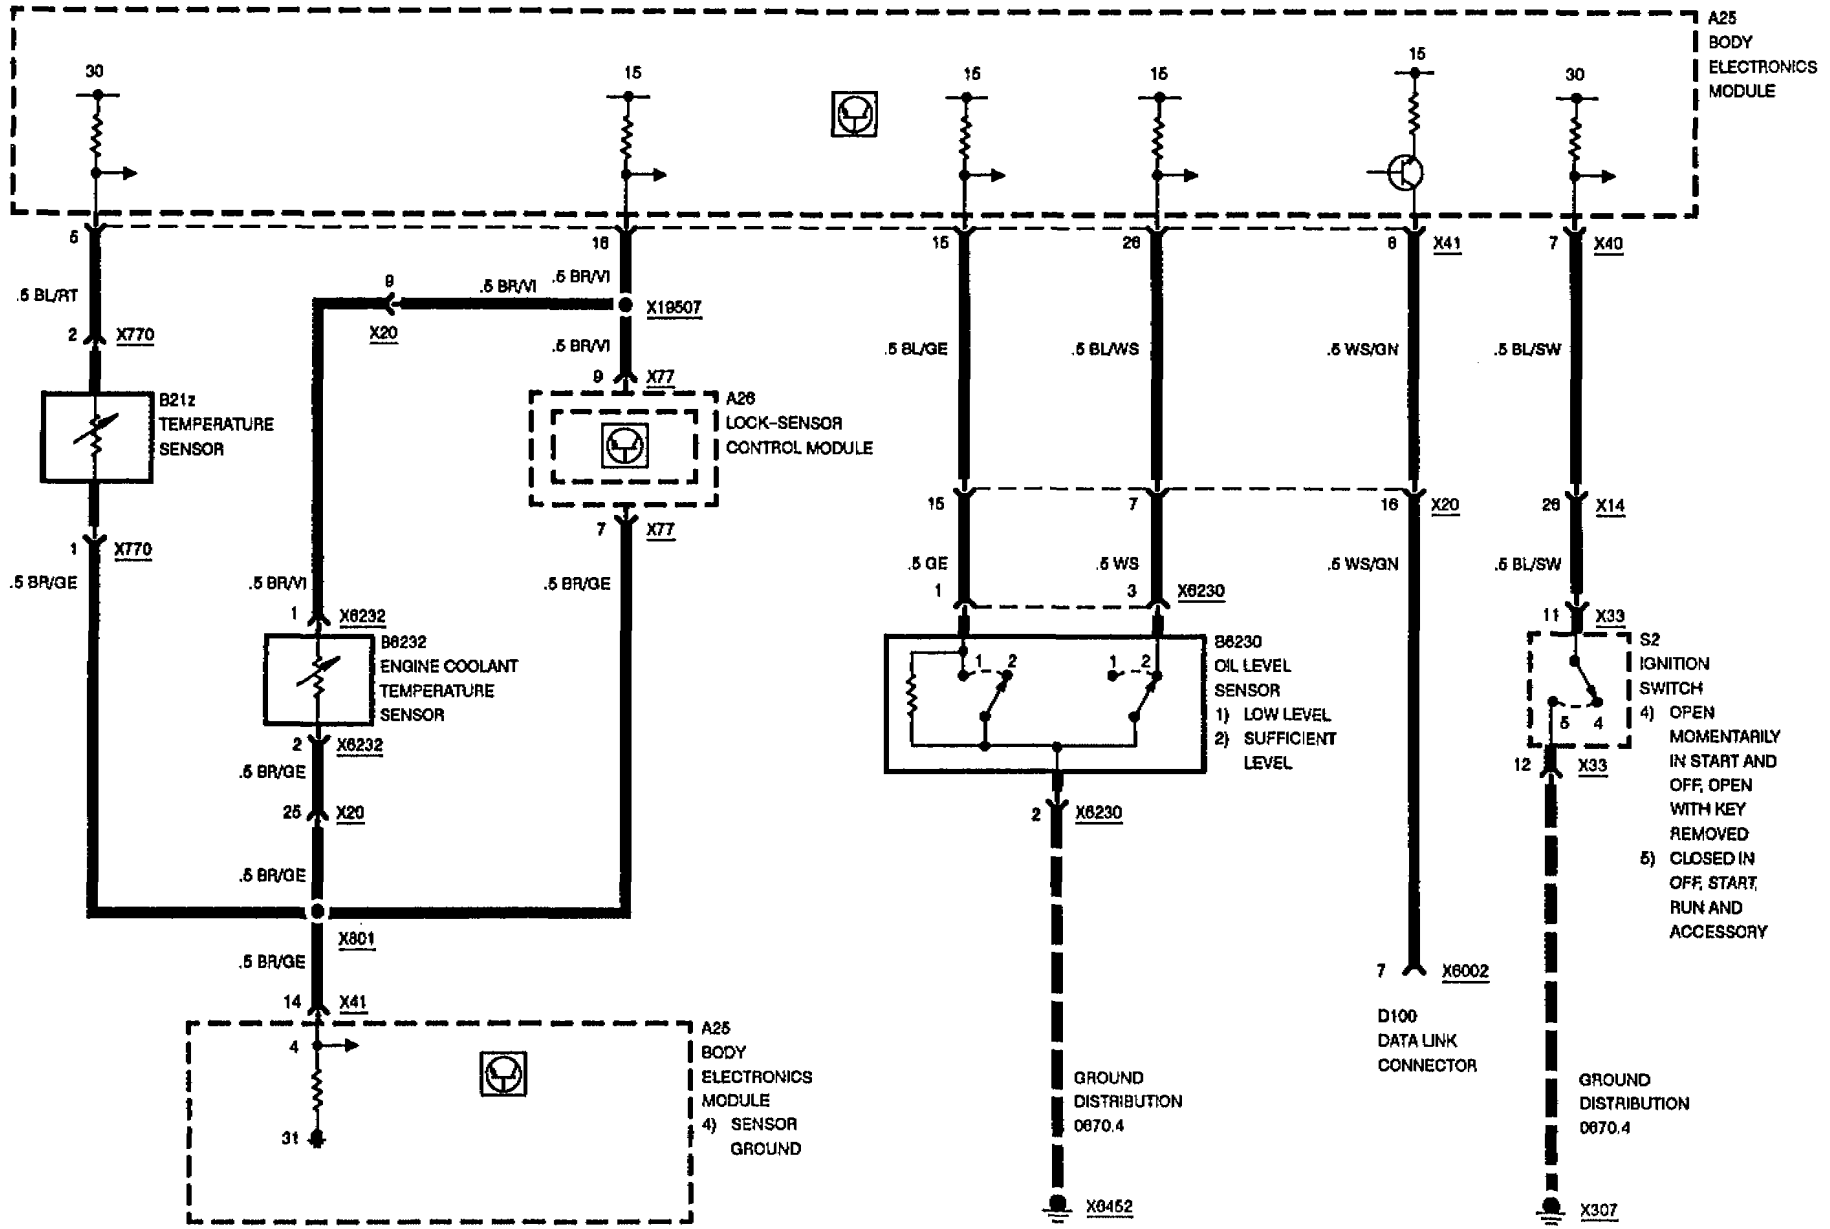 A25
BODY
ELECTRONICS
MODULE
30
15
15
15
15
30
5
16
15
26
6
X41
7
X40
.5 BL/RT
9
.5 BR/VI
.5 BR/VI
X20
X19507
2
X770
.5 BR/VI
.5 BL/GE
.5 BL/WS
.5 WS/GN
.5 BL/SW
9
X77
B21z
TEMPERATURE
SENSOR
A26
LOCK-SENSOR
CONTROL MODULE
15
7
16
X20
26
X14
7
X77
1
X770
.5 BR/GE
.5 BR/VI
.5 BR/GE
.5 GE
.5 WS
.5 WS/GN
.5 BL/SW
1
X6232
1
3
X6230
11
X33
B6232
ENGINE COOLANT
TEMPERATURE
SENSOR
1 2
1 2
B6230
OIL LEVEL
SENSOR
1) LOW LEVEL
2) SUFFICIENT
LEVEL
S2
IGNITION
SWITCH
4) OPEN
MOMENTARILY
IN START AND
OFF, OPEN
WITH KEY
REMOVED
5) CLOSED IN
OFF, START,
RUN AND
ACCESSORY
5 4
12
X33
2
X6232
.5 BR/GE
25
X20
2
X6230
.5 BR/GE
X801
.5 BR/GE
14
X41
7
X6002
D100
DATA LINK
CONNECTOR
4
A25
BODY
ELECTRONICS
MODULE
4) SENSOR
GROUND
31
GROUND
DISTRIBUTION
0670.4
GROUND
DISTRIBUTION
0670.4
X6452
X307